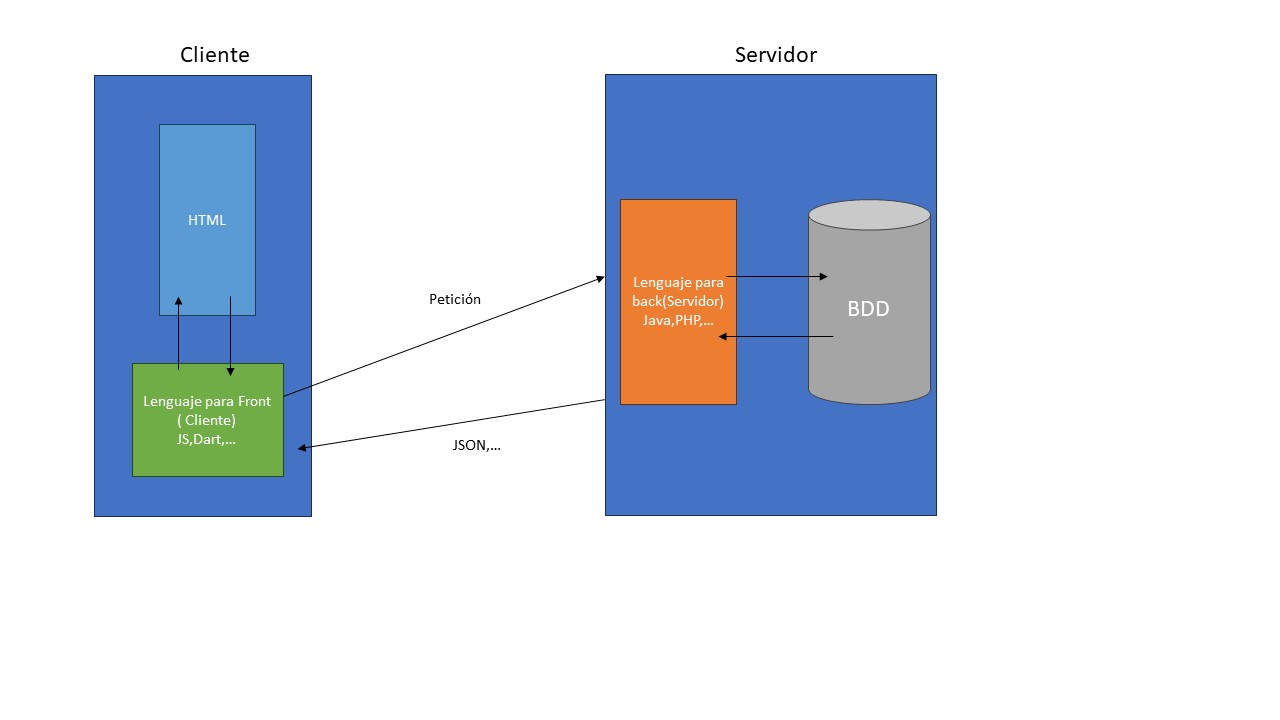 Cliente
Servidor
HTML
Lenguaje para Front
( Cliente)
JS,Dart,...
Petición
JSON,...
Lenguaje para
back(Servidor)
Java,PHP,...
BDD